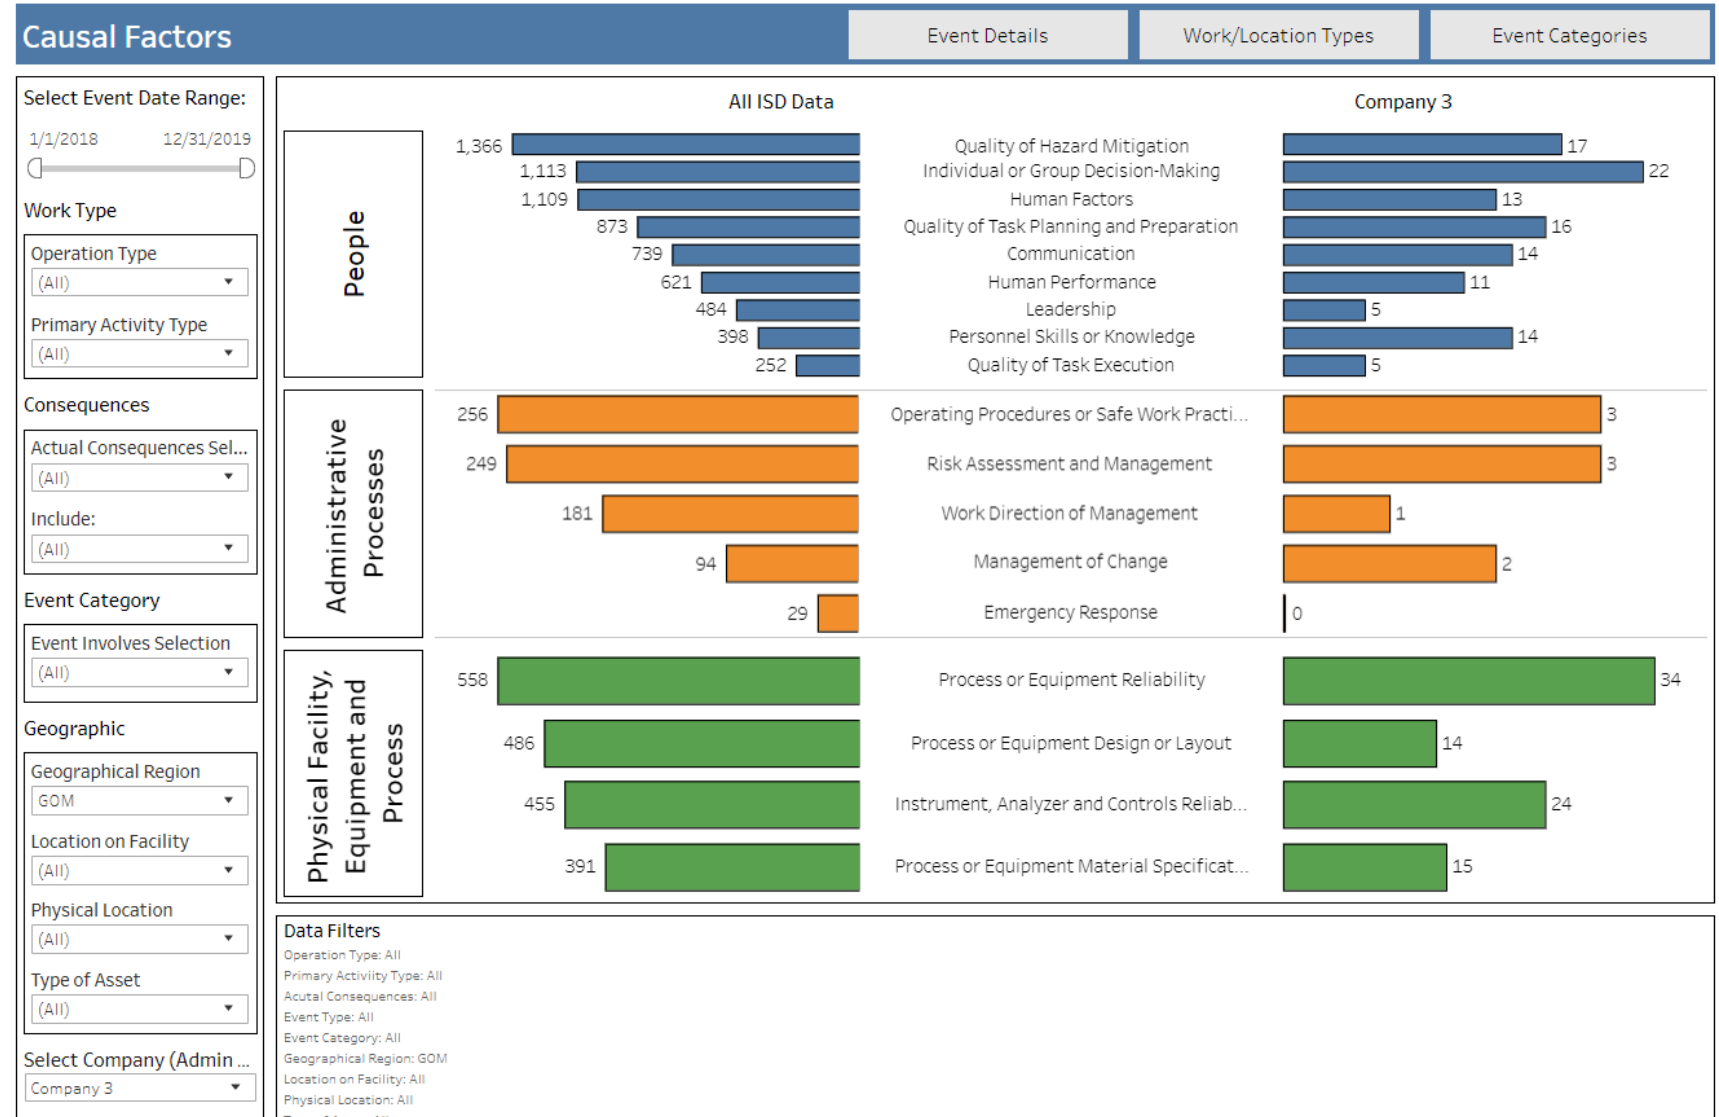 Causal Factors
Event Details
Work/Location Types
Event Categories
Select Event Date Range:
1/1/2018
12/31/2019
Work Type
Operation Type
(All)
Primary Activity Type
(All)
Consequences
Actual Consequences Sel...
(All)
Include:
(All)
Event Category
Event Involves Selection
(All)
Geographic
Geographical Region
GOM
Location on Facility
(All)
Physical Location
(All)
Type of Asset
(All)
Select Company (Admin ...
Company 3
All ISD Data
Company 3
People
1,366 Quality of Hazard Mitigation 17
1,113 Individual or Group Decision-Making 22
1,109 Human Factors 13
873 Quality of Task Planning and Preparation 16
739 Communication 14
621 Human Performance 11
484 Leadership 5
398 Personnel Skills or Knowledge 14
252 Quality of Task Execution 5
Administrative
Processes
256 Operating Procedures or Safe Work Practi... 3
249 Risk Assessment and Management 3
181 Work Direction of Management 1
94 Management of Change 2
29 Emergency Response 0
Physical Facility,
Equipment and
Process
558 Process or Equipment Reliability 34
486 Process or Equipment Design or Layout 14
455 Instrument, Analyzer and Controls Reliab... 24
391 Process or Equipment Material Specificat... 15
Data Filters
Operation Type: All
Primary Activiity Type: All
Acutal Consequences: All
Event Type: All
Event Category: All
Geographical Region: GOM
Location on Facility: All
Physical Location: All